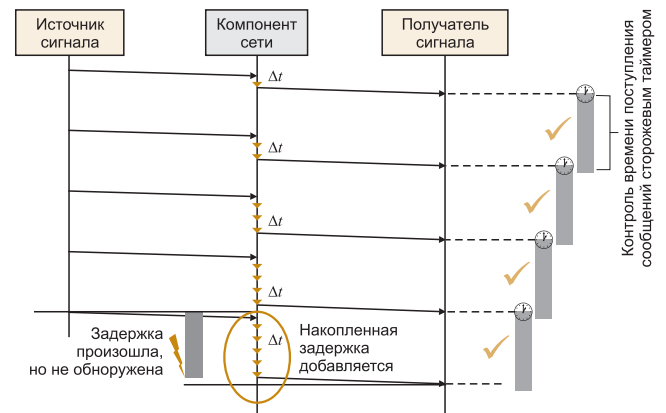 Источник
сигнала
Компонент
сети
Получатель
сигнала
Δt
Δt
Δt
Δt
Δt
Контроль времени поступления
сообщений сторожевым таймером
Задержка
произошла,
но не обноружена
Накопленная
задержка
добавляется